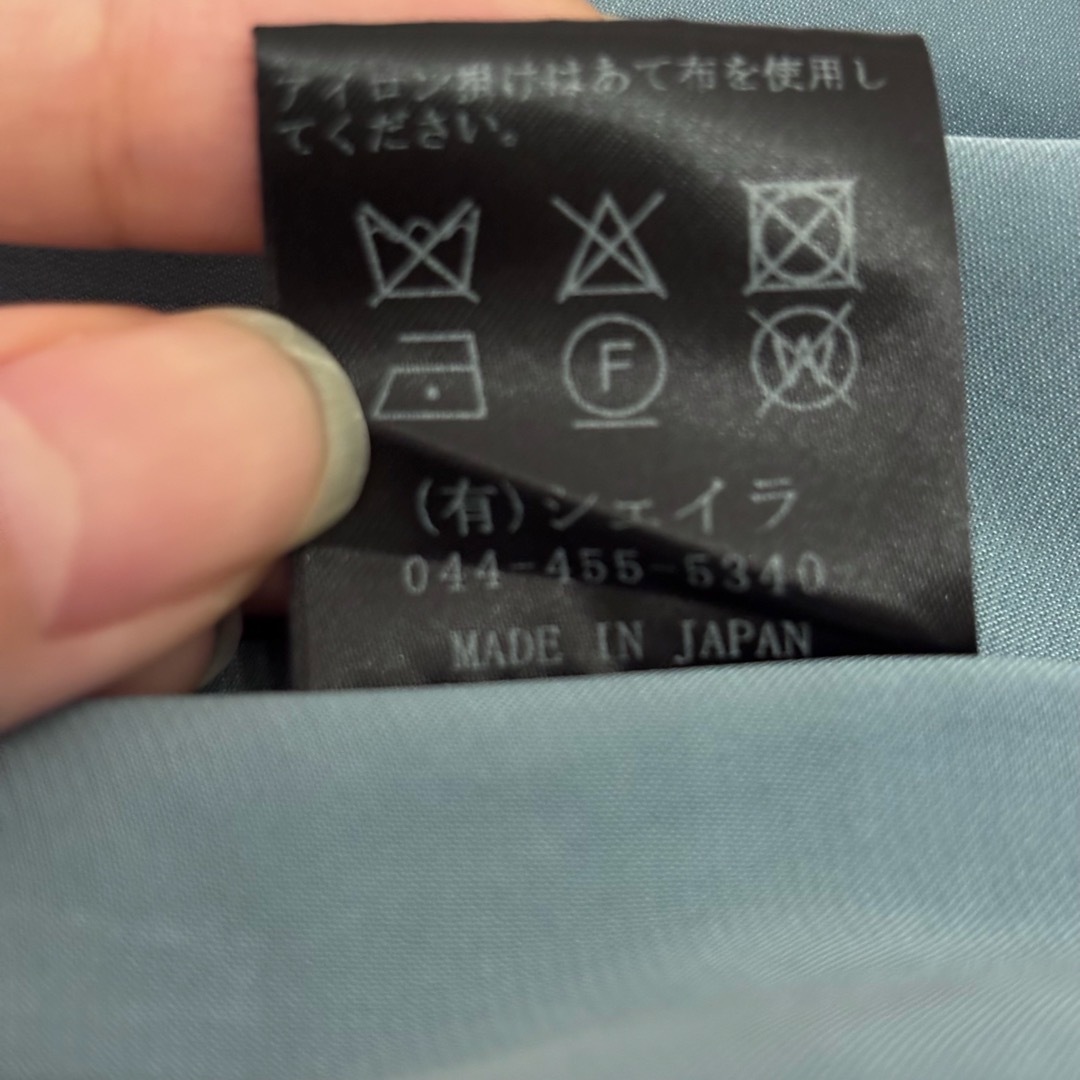 アイロン掛けはあて布を使用し
てください。
F
W
(有)シェイラ
044-455-5340
MADE IN JAPAN